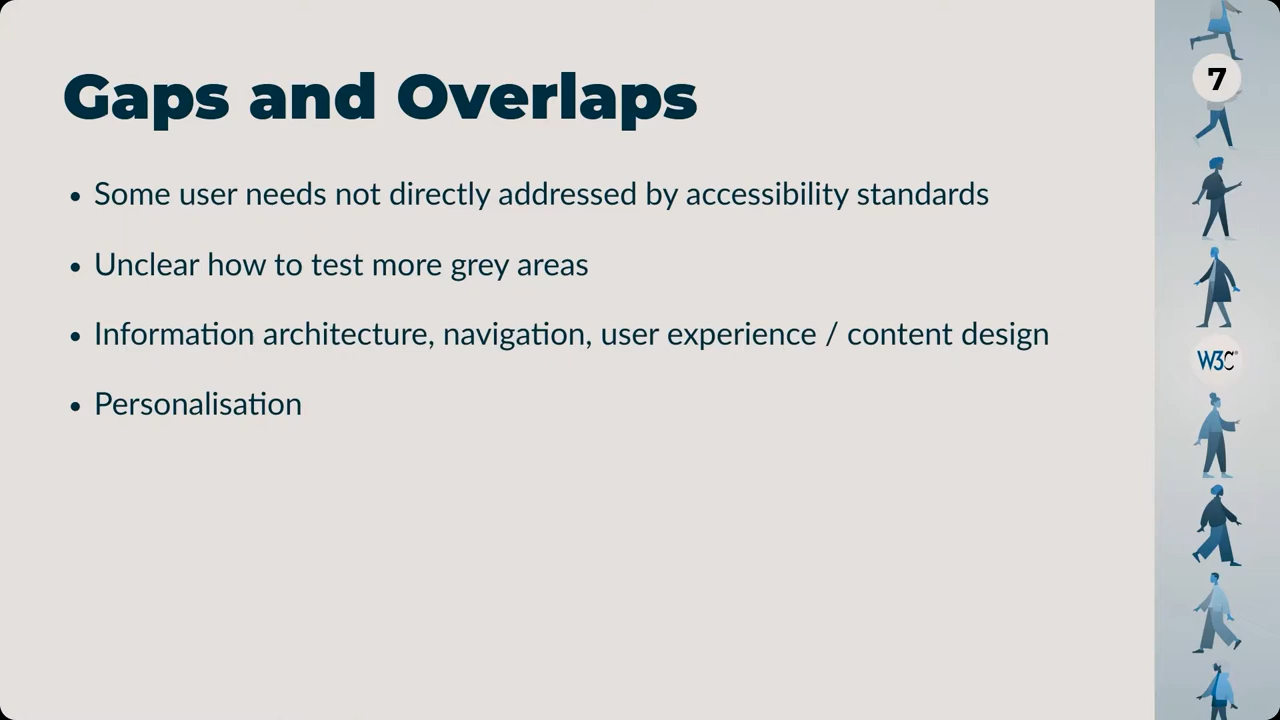 Gaps and Overlaps
• Some user needs not directly addressed by accessibility standards
• Unclear how to test more grey areas
• Information architecture, navigation, user experience / content design
• Personalisation
7
W3C®